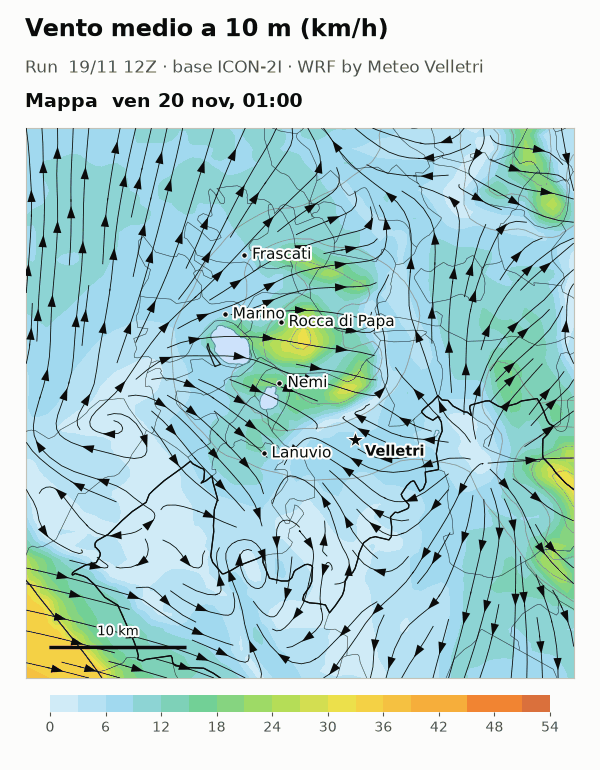 Vento medio a 10 m (km/h)
Run  19/11 12Z · base ICON-2I · WRF by Meteo Velletri
Mappa  ven 20 nov, 01:00
Frascati
Marino
Rocca di Papa
Nemi
Velletri
Lanuvio
10 km
0 6 12 18 24 30 36 42 48 54